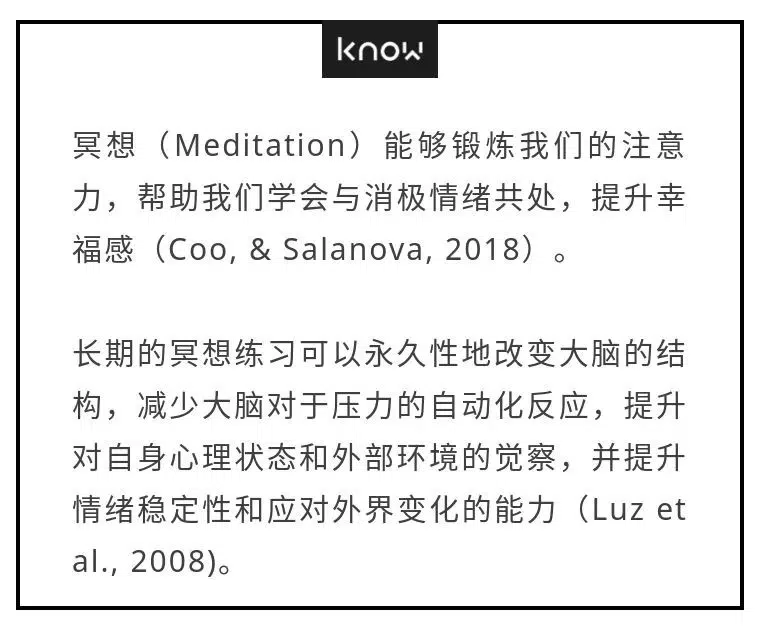 know
冥想（Meditation）能够锻炼我们的注意
力，帮助我们学会与消极情绪共处，提升幸
福感（Coo, & Salanova, 2018）。
长期的冥想练习可以永久性地改变大脑的结
构，减少大脑对于压力的自动化反应，提升
对自身心理状态和外部环境的觉察，并提升
情绪稳定性和应对外界变化的能力（Luz et
al., 2008)。